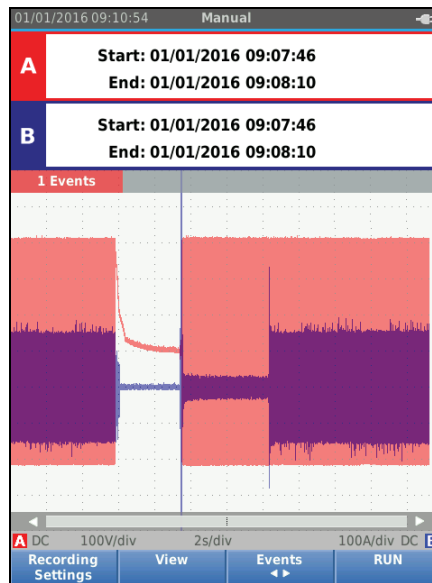 01/01/2016 09:10:54 Manual
A
Start: 01/01/2016 09:07:46
End: 01/01/2016 09:08:10
B
Start: 01/01/2016 09:07:46
End: 01/01/2016 09:08:10
1 Events
A DC 100V/div 2s/div 100A/div DC B
Recording Settings View Events RUN